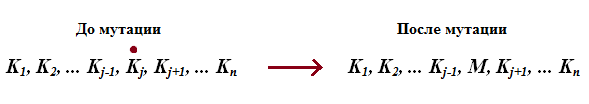 До мутации
После мутации
K1, K2, ... Kj-1, Kj, Kj+1, ... Kn
K1, K2, ... Kj-1, M, Kj+1, ... Kn